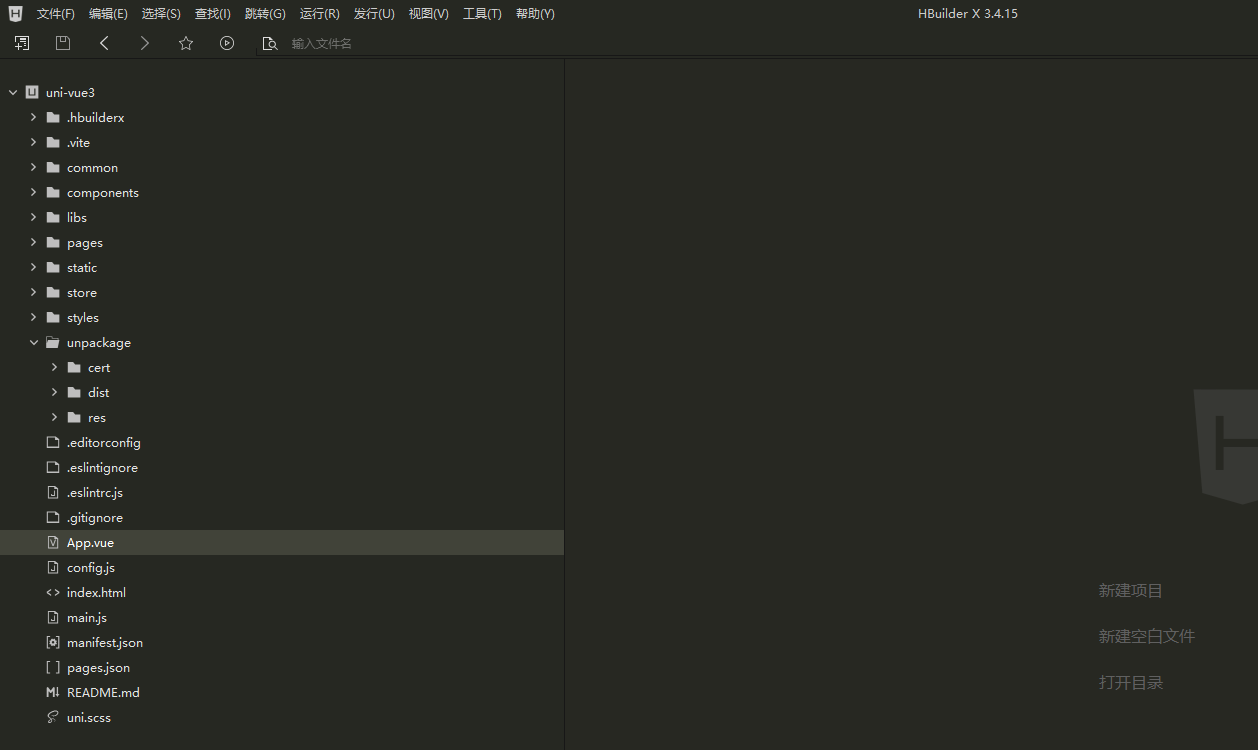 文件(F) 编辑(E) 选择(S) 查找(I) 跳转(G) 运行(R) 发行(U) 视图(V) 工具(T) 帮助(Y) HBuilder X 3.4.15
输入文件名
uni-vue3
.hbuilderx
.vite
common
components
libs
pages
static
store
styles
unpackage
cert
dist
res
.editorconfig
.eslintignore
.eslintrc.js
.gitignore
App.vue
config.js
index.html
main.js
manifest.json
pages.json
README.md
uni.scss
新建项目
新建空白文件
打开目录